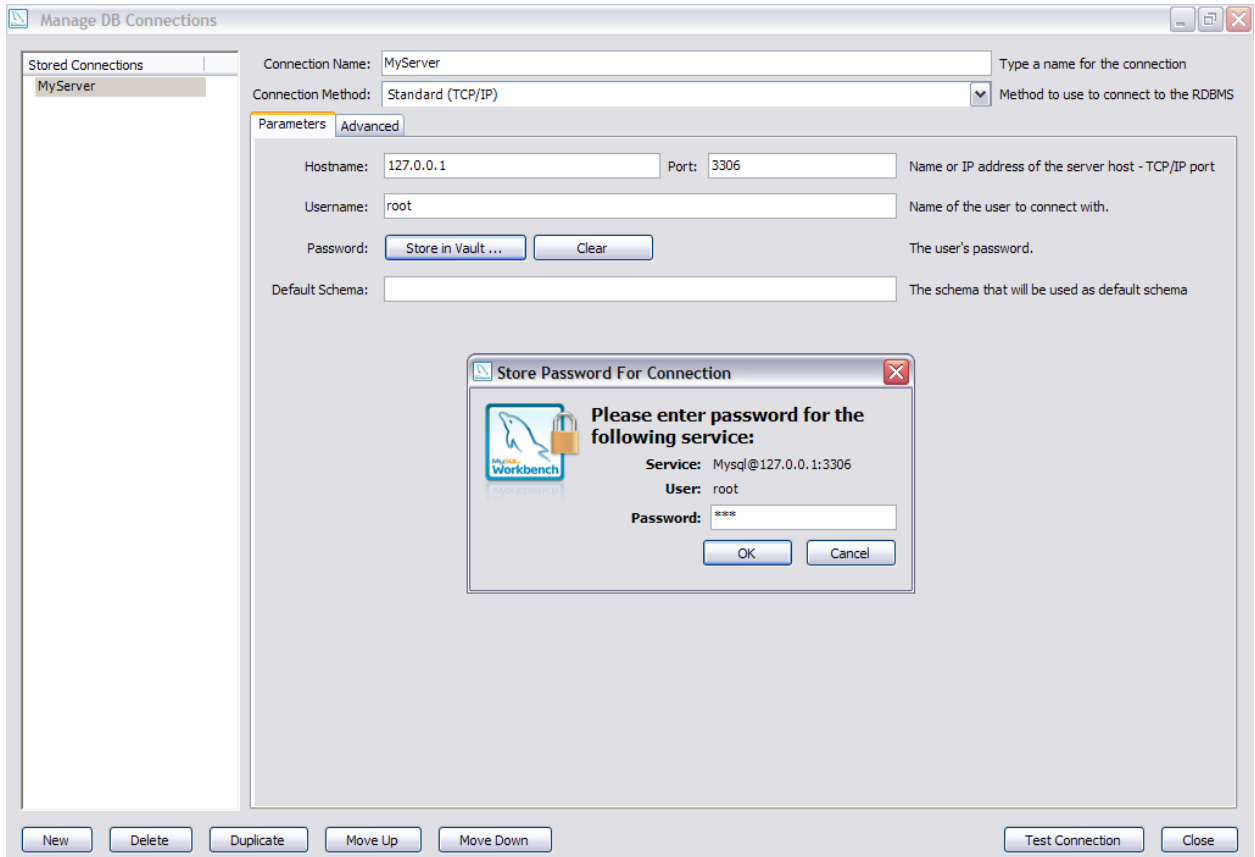 Manage DB Connections
Stored Connections
MyServer
Connection Name: MyServer Type a name for the connection
Connection Method: Standard (TCP/IP) Method to use to connect to the RDBMS
Parameters Advanced
Hostname: 127.0.0.1 Port: 3306 Name or IP address of the server host - TCP/IP port
Username: root Name of the user to connect with.
Password: Store in Vault ... Clear The user's password.
Default Schema: The schema that will be used as default schema
Store Password For Connection
Please enter password for the
following service:
MySQL
Workbench
Service: Mysql@127.0.0.1:3306
User: root
Password: ***
OK Cancel
New Delete Duplicate Move Up Move Down Test Connection Close